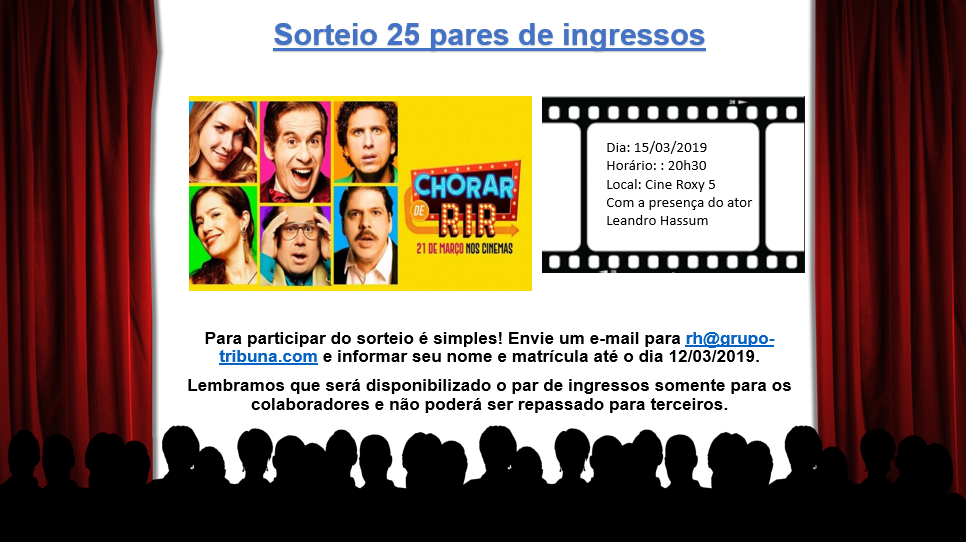 Sorteio 25 pares de ingressos
CHORAR
DE
RIR
21 DE MARÇO NOS CINEMAS
Dia: 15/03/2019
Horário: : 20h30
Local: Cine Roxy 5
Com a presença do ator
Leandro Hassum
Para participar do sorteio é simples! Envie um e-mail para rh@grupo-
tribuna.com e informar seu nome e matrícula até o dia 12/03/2019.
Lembramos que será disponibilizado o par de ingressos somente para os
colaboradores e não poderá ser repassado para terceiros.